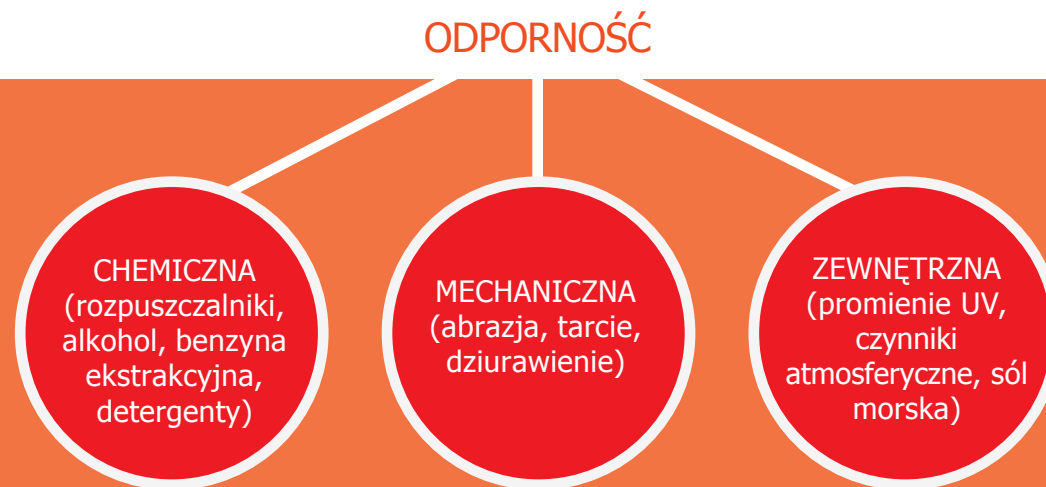 ODPORNOŚĆ
CHEMICZNA
(rozpuszczalniki,
alkohol, benzyna
ekstrakcyjna,
detergenty)
MECHANICZNA
(abrazja, tarcie,
dziurawienie)
ZEWNĘTRZNA
(promienie UV,
czynniki
atmosferyczne, sól
morska)